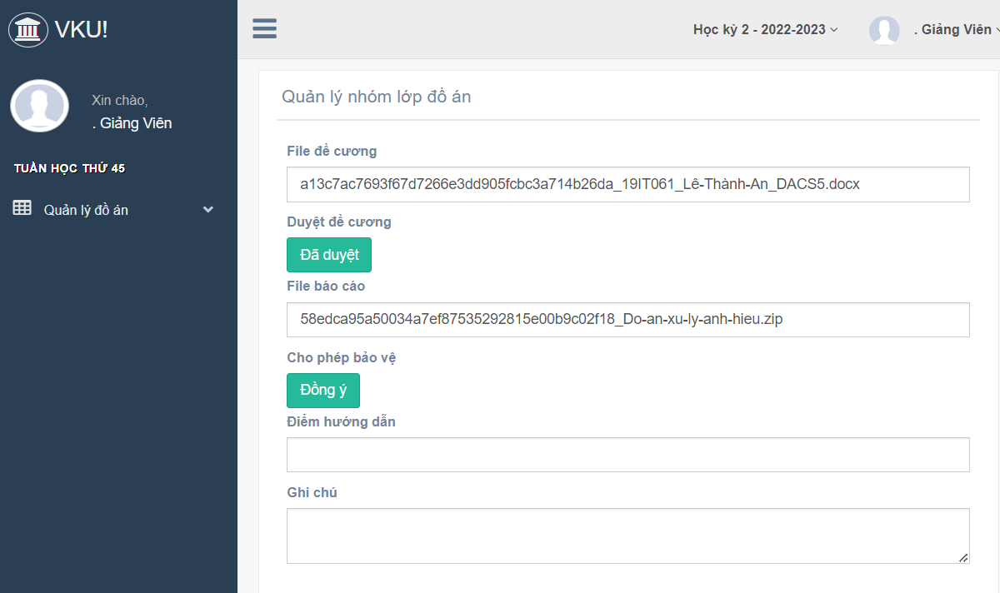 VKU!
Học kỳ 2 - 2022-2023
. Giảng Viên
Xin chào,
. Giảng Viên
TUẦN HỌC THỨ 45
Quản lý đồ án
Quản lý nhóm lớp đồ án
File đề cương
a13c7ac7693f67d7266e3dd905fcbc3a714b26da_19IT061_Lê-Thành-An_DACS5.docx
Duyệt đề cương
Đã duyệt
File báo cáo
58edca95a50034a7ef87535292815e00b9c02f18_Do-an-xu-ly-anh-hieu.zip
Cho phép bảo vệ
Đồng ý
Điểm hướng dẫn
Ghi chú